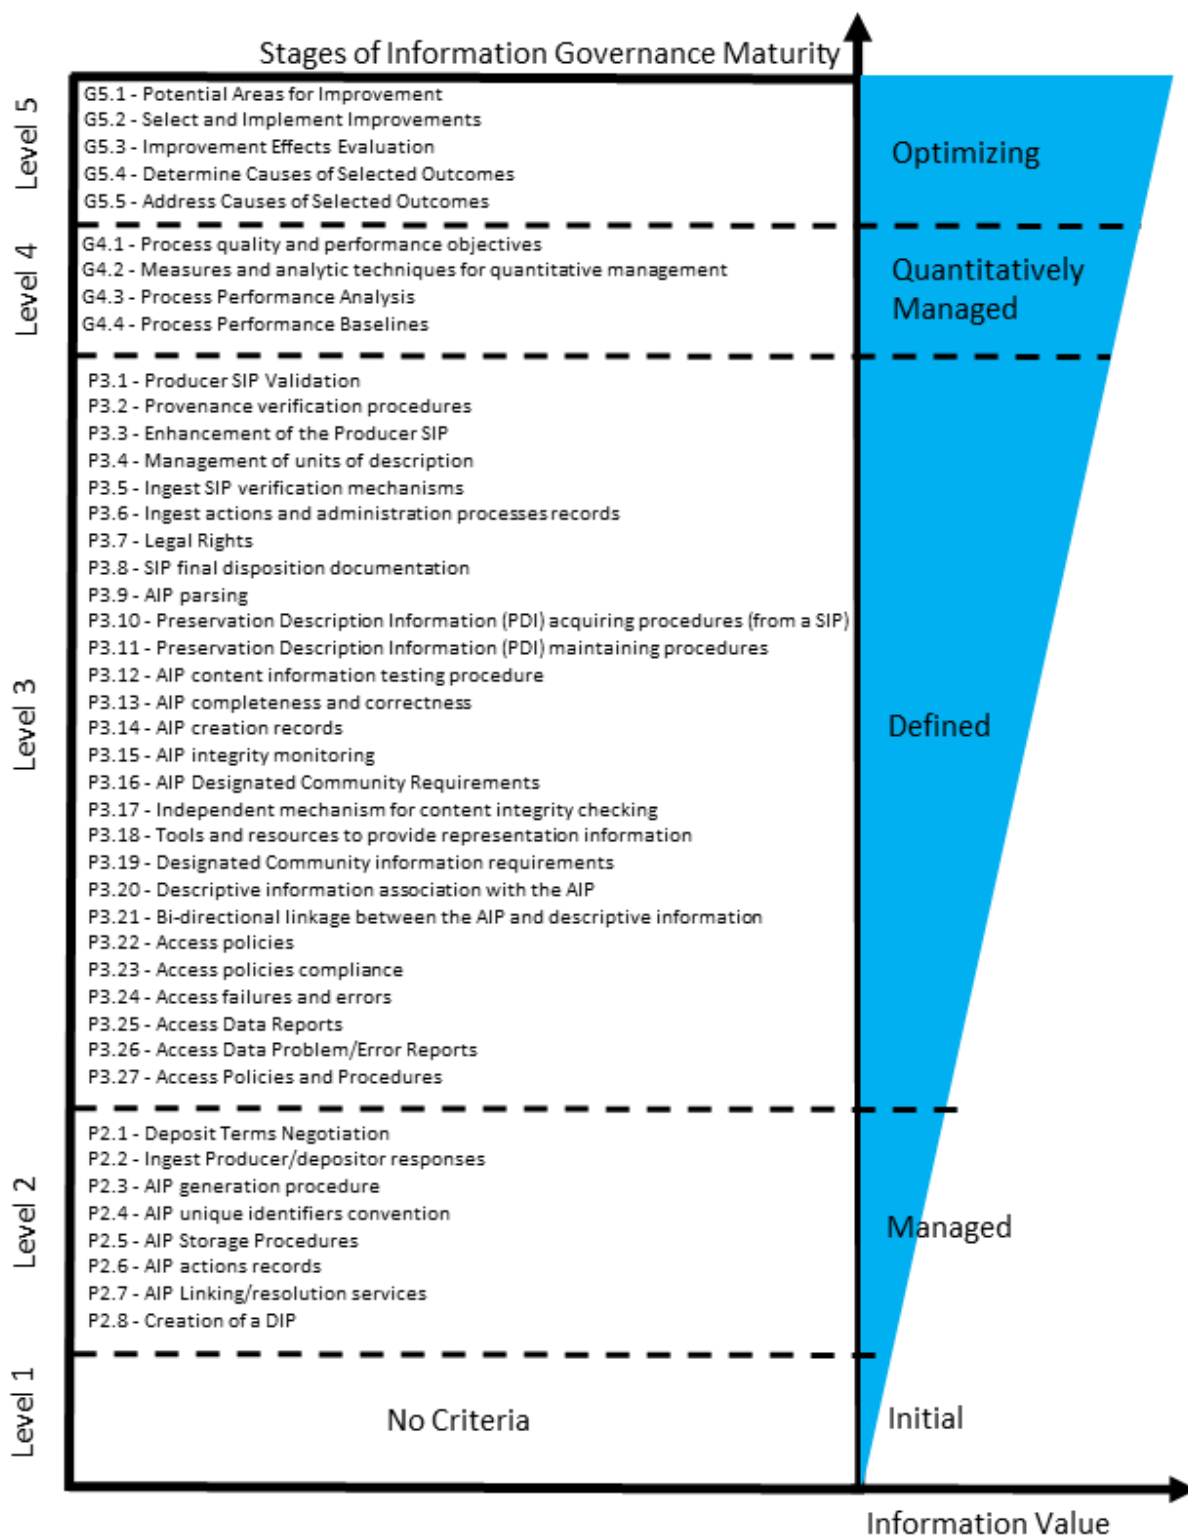 Stages of Information Governance Maturity
Level 5
G5.1 - Potential Areas for Improvement
G5.2 - Select and Implement Improvements
G5.3 - Improvement Effects Evaluation
G5.4 - Determine Causes of Selected Outcomes
G5.5 - Address Causes of Selected Outcomes
Optimizing
Level 4
G4.1 - Process quality and performance objectives
G4.2 - Measures and analytic techniques for quantitative management
G4.3 - Process Performance Analysis
G4.4 - Process Performance Baselines
Quantitatively
Managed
Level 3
P3.1 - Producer SIP Validation
P3.2 - Provenance verification procedures
P3.3 - Enhancement of the Producer SIP
P3.4 - Management of units of description
P3.5 - Ingest SIP verification mechanisms
P3.6 - Ingest actions and administration processes records
P3.7 - Legal Rights
P3.8 - SIP final disposition documentation
P3.9 - AIP parsing
P3.10 - Preservation Description Information (PDI) acquiring procedures (from a SIP)
P3.11 - Preservation Description Information (PDI) maintaining procedures
P3.12 - AIP content information testing procedure
P3.13 - AIP completeness and correctness
P3.14 - AIP creation records
P3.15 - AIP integrity monitoring
P3.16 - AIP Designated Community Requirements
P3.17 - Independent mechanism for content integrity checking
P3.18 - Tools and resources to provide representation information
P3.19 - Designated Community information requirements
P3.20 - Descriptive information association with the AIP
P3.21 - Bi-directional linkage between the AIP and descriptive information
P3.22 - Access policies
P3.23 - Access policies compliance
P3.24 - Access failures and errors
P3.25 - Access Data Reports
P3.26 - Access Data Problem/Error Reports
P3.27 - Access Policies and Procedures
Defined
Level 2
P2.1 - Deposit Terms Negotiation
P2.2 - Ingest Producer/depositor responses
P2.3 - AIP generation procedure
P2.4 - AIP unique identifiers convention
P2.5 - AIP Storage Procedures
P2.6 - AIP actions records
P2.7 - AIP Linking/resolution services
P2.8 - Creation of a DIP
Managed
Level 1
No Criteria
Initial
Information Value